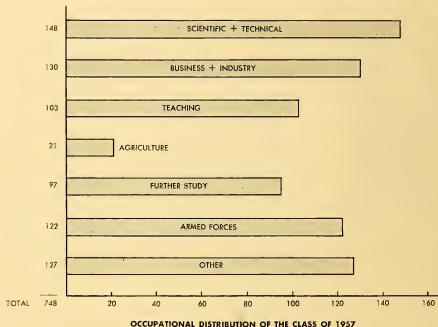 148 SCIENTIFIC + TECHNICAL
130 BUSINESS + INDUSTRY
103 TEACHING
21 AGRICULTURE
97 FURTHER STUDY
122 ARMED FORCES
127 OTHER
TOTAL 748 20 40 60 80 100 120 140 160
OCCUPATIONAL DISTRIBUTION OF THE CLASS OF 1957